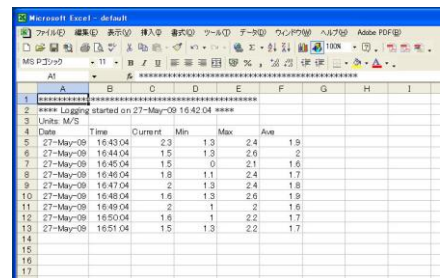 Microsoft Excel - default
ファイル(F) 編集(E) 表示(V) 挿入(I) 書式(O) ツール(T) データ(D) ウィンドウ(W) ヘルプ(H) Adobe PDF(B)
100%
MS Pゴシック 11 B I U
A1 fx ****************************************************
A B C D E F G H I
1 ****************************************************
2 **** Logging started on 27-May-09 16:42:04 ****
3 Units: M/S
4 Date Time Current Min Max Ave
5 27-May-09 16:43:04 2.3 1.3 2.4 1.9
6 27-May-09 16:44:04 1.5 1.3 2.6 2
7 27-May-09 16:45:04 1.5 0 2.1 1.6
8 27-May-09 16:46:04 1.8 1.1 2.4 1.7
9 27-May-09 16:47:04 2 1.3 2.4 1.8
10 27-May-09 16:48:04 1.6 1.3 2.6 1.9
11 27-May-09 16:49:04 2 1 2 1.6
12 27-May-09 16:50:04 1.6 1 2.2 1.7
13 27-May-09 16:51:04 1.5 1.3 2.2 1.7
14
15
16
17